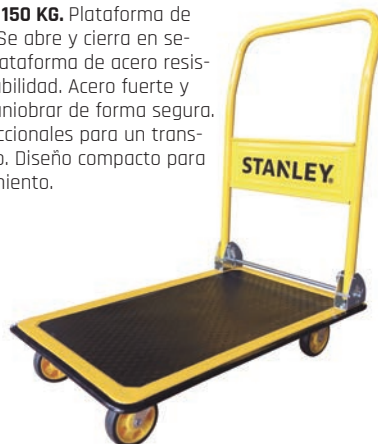 150 KG. Plataforma de
Se abre y cierra en se-
ataforma de acero resis-
abilidad. Acero fuerte y
aniobrar de forma segura.
ccionales para un trans-
o. Diseño compacto para
miento.
STANLEY